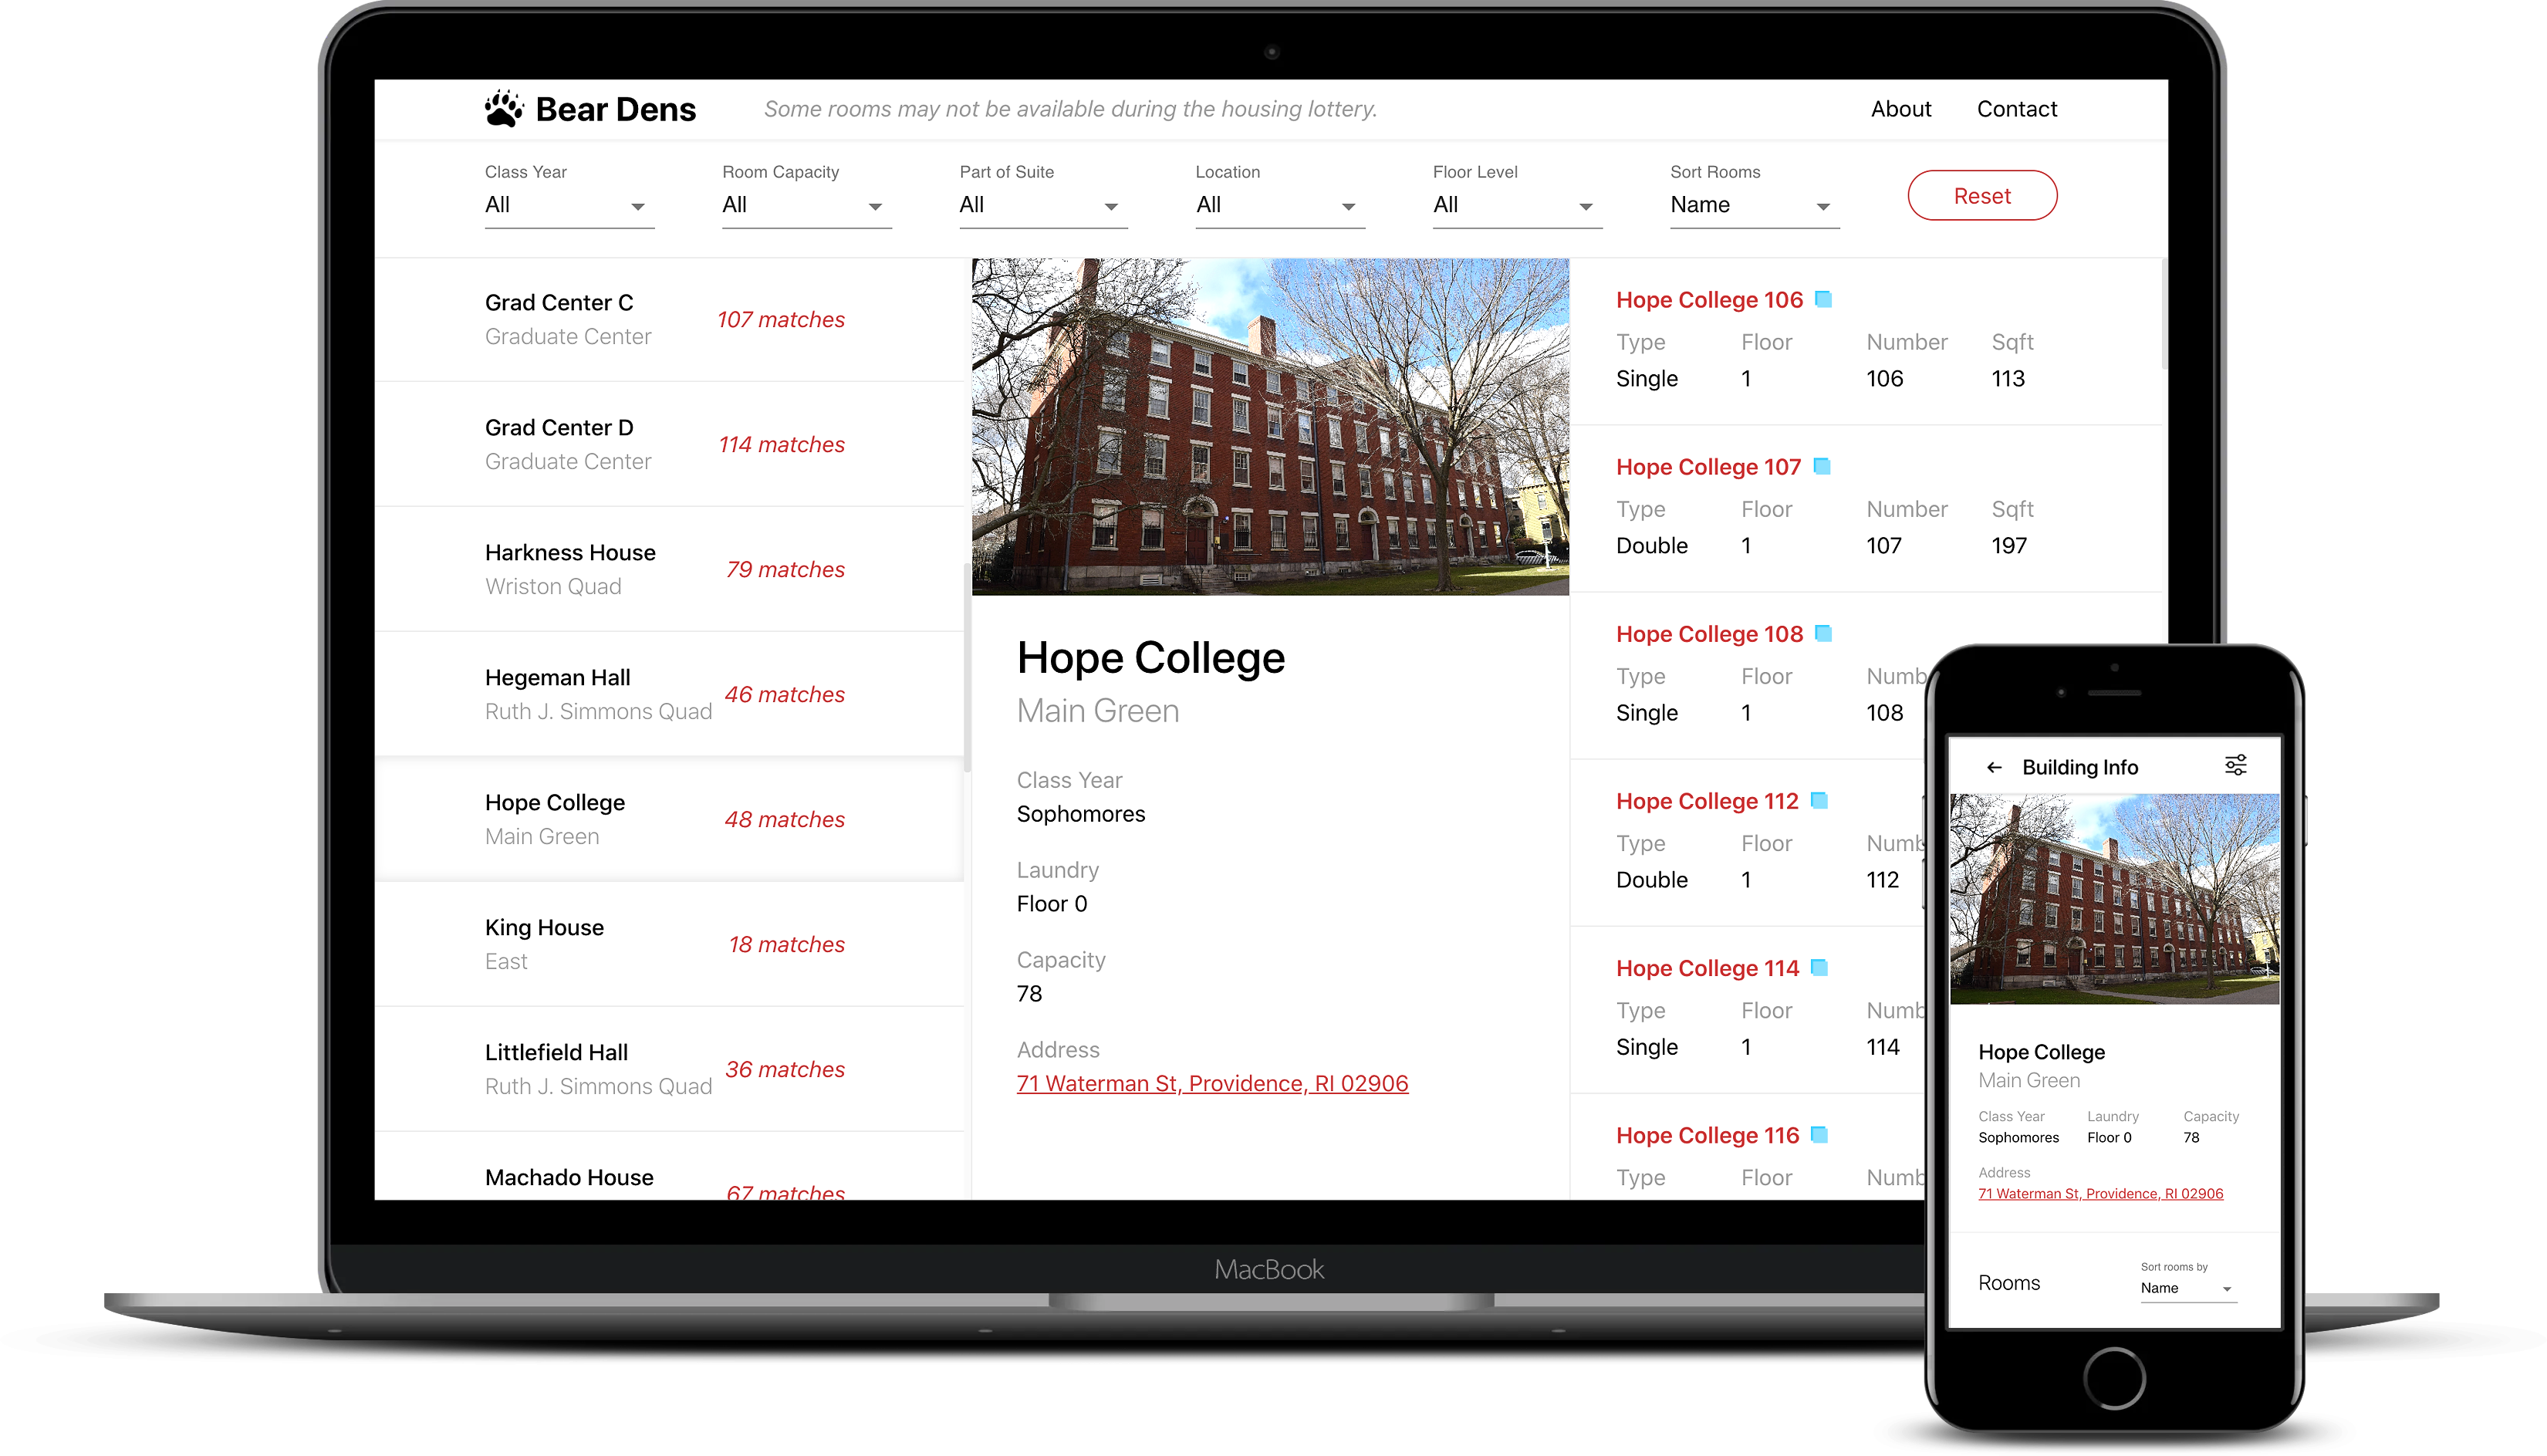 Bear Dens
Some rooms may not be available during the housing lottery.
About
Contact
Class Year
All
Room Capacity
All
Part of Suite
All
Location
All
Floor Level
All
Sort Rooms
Name
Reset
Grad Center C
Graduate Center
107 matches
Grad Center D
Graduate Center
114 matches
Harkness House
Wriston Quad
79 matches
Hegeman Hall
Ruth J. Simmons Quad
46 matches
Hope College
Main Green
48 matches
King House
East
18 matches
Littlefield Hall
Ruth J. Simmons Quad
36 matches
Machado House
67 matches
Hope College
Main Green
Class Year
Sophomores
Laundry
Floor 0
Capacity
78
Address
71 Waterman St, Providence, RI 02906
Hope College 106
Type Floor Number Sqft
Single 1 106 113
Hope College 107
Type Floor Number Sqft
Double 1 107 197
Hope College 108
Type Floor Numb
Single 1 108
Hope College 112
Type Floor Numb
Double 1 112
Hope College 114
Type Floor Numb
Single 1 114
Hope College 116
Type Floor Numb
MacBook
Building Info
Hope College
Main Green
Class Year Laundry Capacity
Sophomores Floor 0 78
Address
71 Waterman St, Providence, RI 02906
Rooms
Sort rooms by
Name